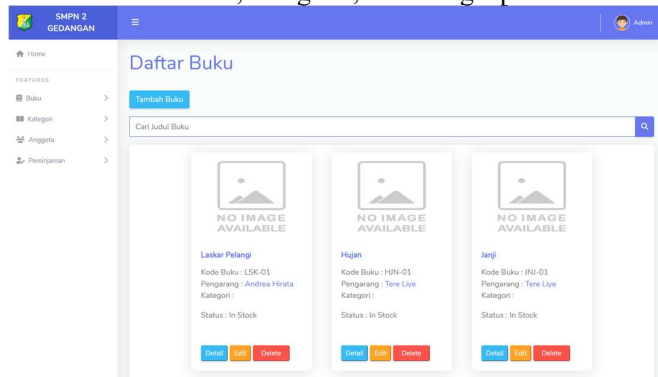 SMPN 2
GEDANGAN
Admin
Home
FEATURES
Buku
Kategori
Anggota
Peminjaman
Daftar Buku
Tambah Buku
Cari Judul Buku
NO IMAGE
AVAILABLE
Laskar Pelangi
Kode Buku : LSK-01
Pengarang : Andrea Hirata
Kategori :
Status : In Stock
Detail Edit Delete
NO IMAGE
AVAILABLE
Hujan
Kode Buku : HJN-01
Pengarang : Tere Liye
Kategori :
Status : In Stock
Detail Edit Delete
NO IMAGE
AVAILABLE
Janji
Kode Buku : JNJ-01
Pengarang : Tere Liye
Kategori :
Status : In Stock
Detail Edit Delete